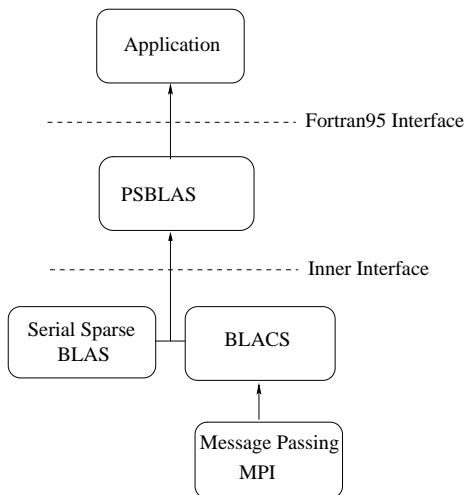 Application
Fortran95 Interface
PSBLAS
Inner Interface
Serial Sparse
BLAS
BLACS
Message Passing
MPI